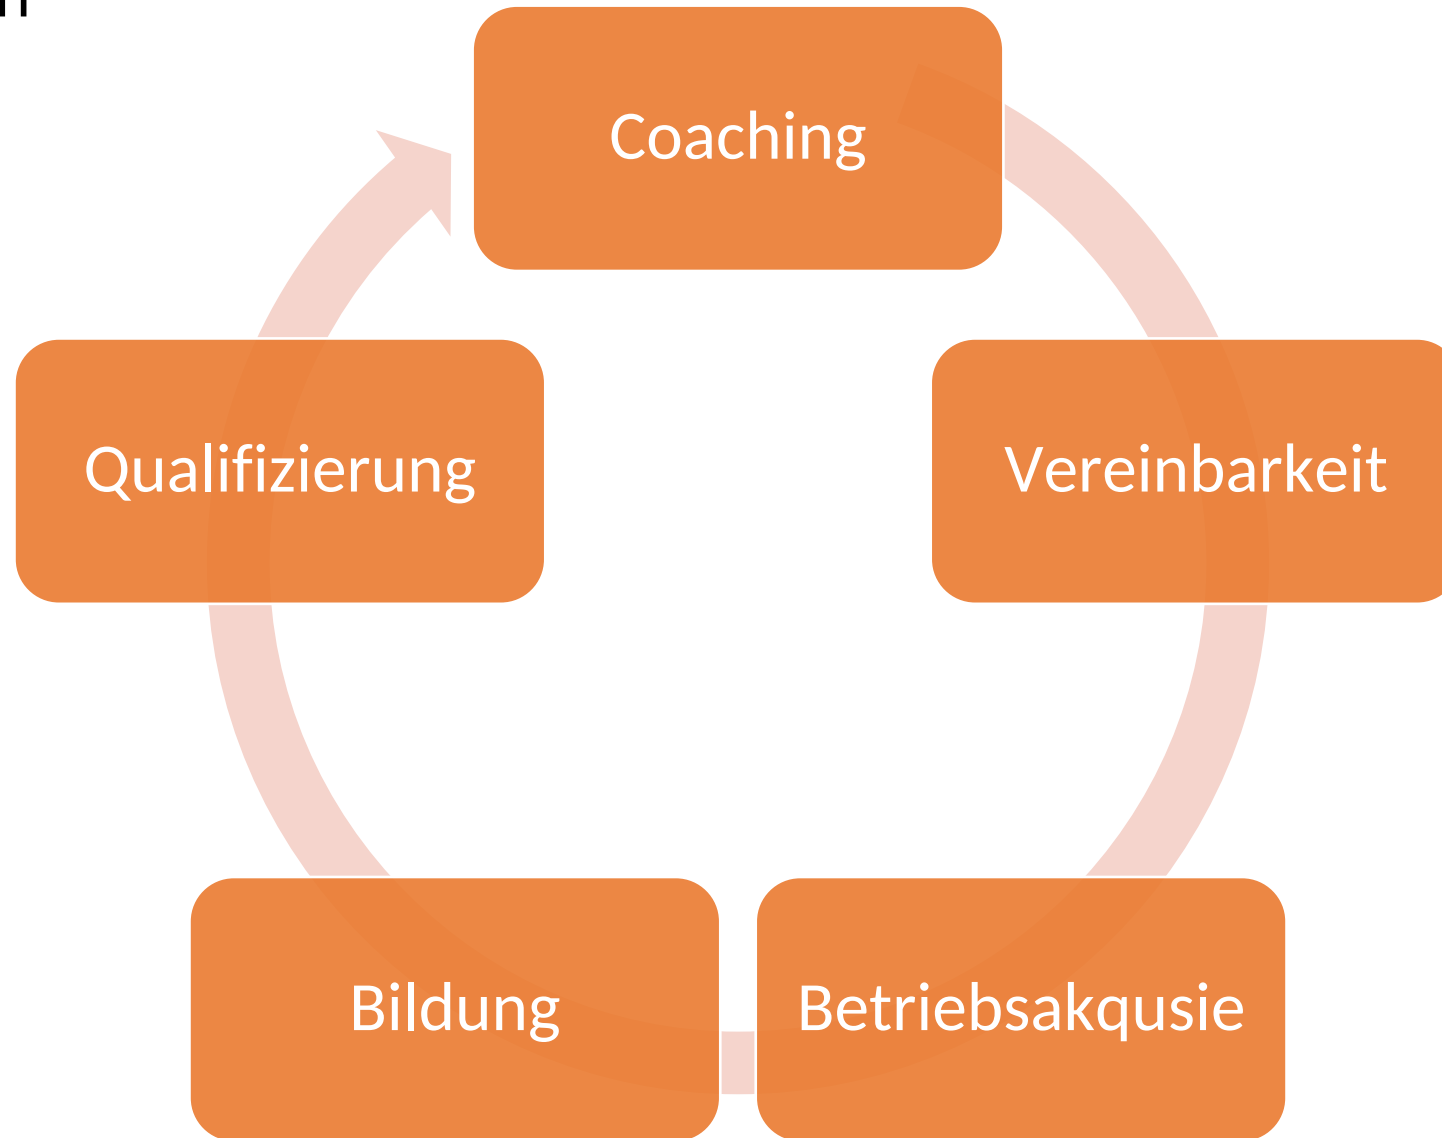 Coaching
Vereinbarkeit
Betriebsakqusie
Bildung
Qualifizierung